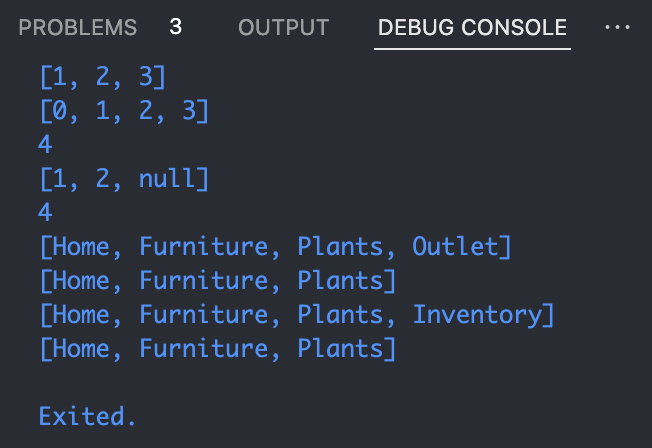 PROBLEMS 3 OUTPUT DEBUG CONSOLE ···
[1, 2, 3]
[0, 1, 2, 3]
4
[1, 2, null]
4
[Home, Furniture, Plants, Outlet]
[Home, Furniture, Plants]
[Home, Furniture, Plants, Inventory]
[Home, Furniture, Plants]
Exited.